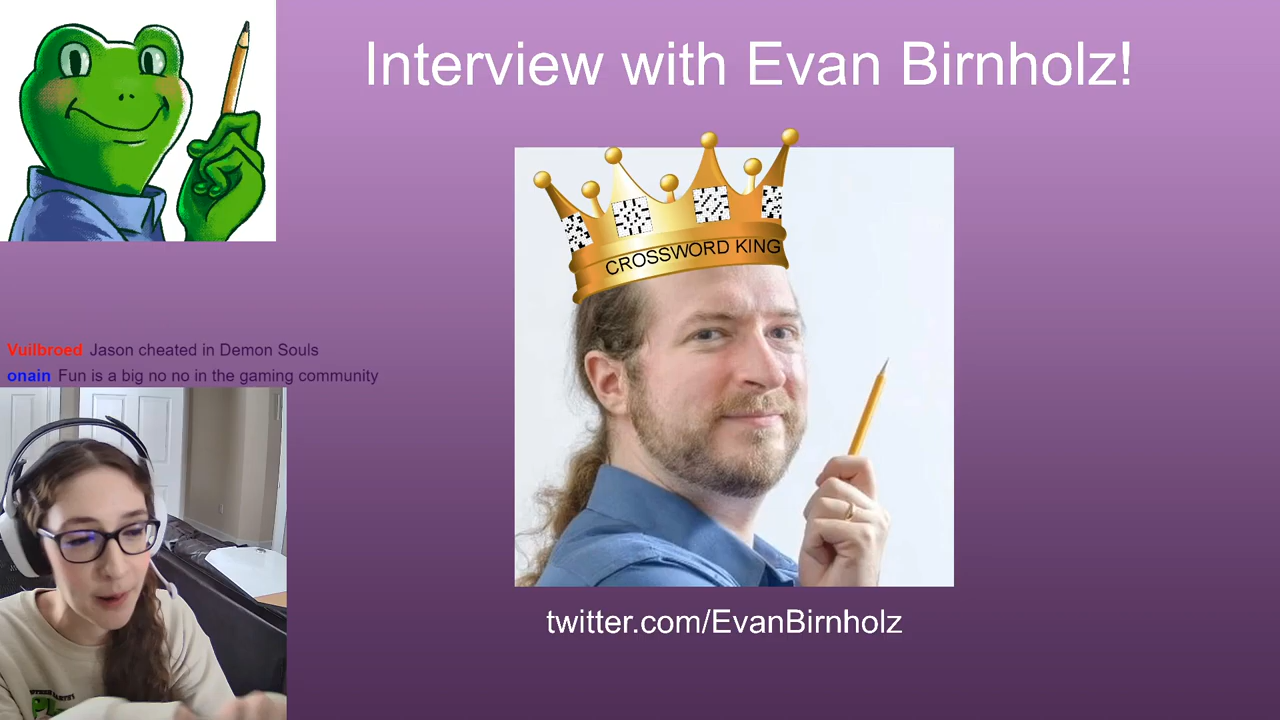 Interview with Evan Birnholz!
CROSSWORD KING
Vuilbroed Jason cheated in Demon Souls
onain Fun is a big no no in the gaming community
twitter.com/EvanBirnholz